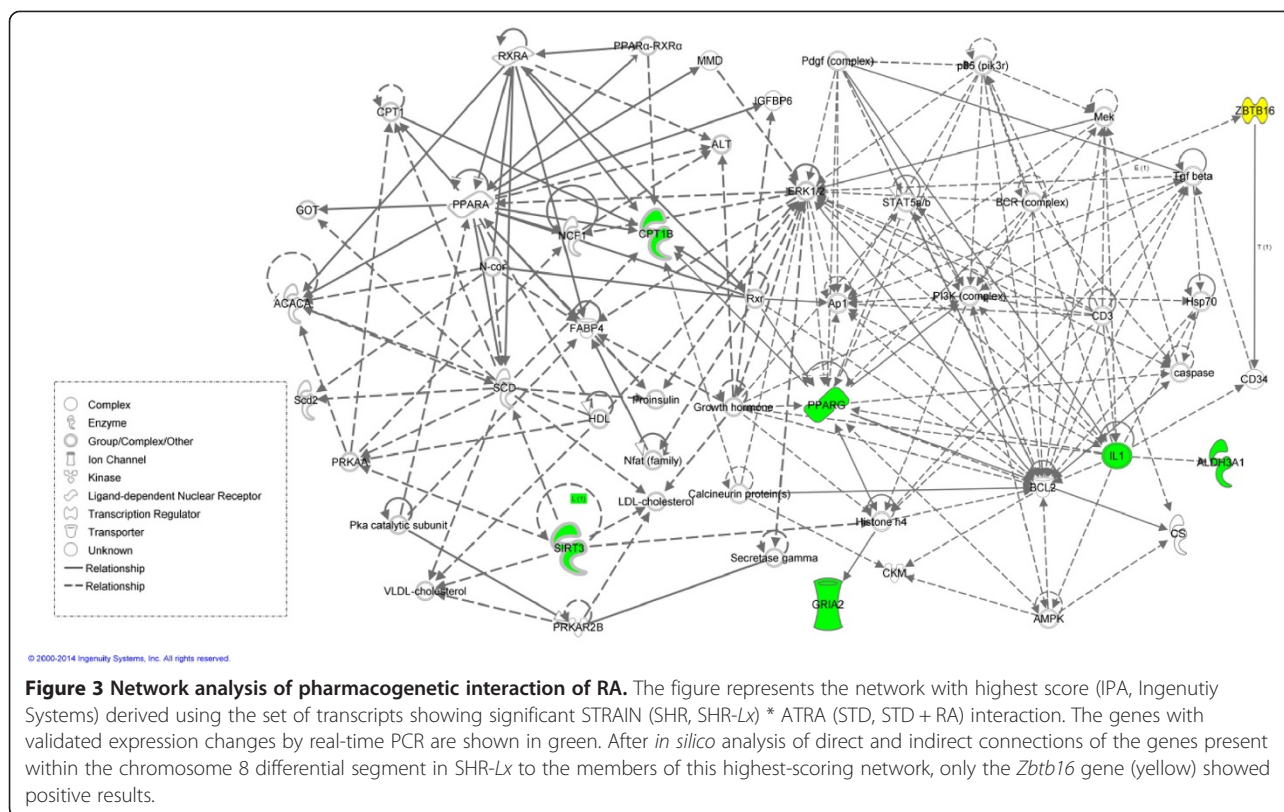 RXRA
PPARα-RXRα
MMD
Pdgf (complex)
p85 (pik3r)
CPT1
IGFBP6
Mek
ZBTB16
ALT
Tgf beta
E (1)
ERK1/2
STAT5a/b
BCR (complex)
GOT
PPARA
NCF1
CPT1B
T (1)
N-cor
ACACA
FABP4
Rxr
Ap1
PI3K (complex)
CD3
Hsp70
caspase
CD34
Scd2
SCD
HDL
Proinsulin
Growth hormone
PPARG
PRKAA
Nfat (family)
IL1
ALDH3A1
L (1)
LDL-cholesterol
Calcineurin protein(s)
BCL2
Pka catalytic subunit
SIRT3
Histone h4
CS
Secretase gamma
CKM
VLDL-cholesterol
GRIA2
PRKAR2B
AMPK
Complex
Enzyme
Group/Complex/Other
Ion Channel
Kinase
Ligand-dependent Nuclear Receptor
Transcription Regulator
Transporter
Unknown
Relationship
Relationship
© 2000-2014 Ingenuity Systems, Inc. All rights reserved.
Figure 3 Network analysis of pharmacogenetic interaction of RA. The figure represents the network with highest score (IPA, Ingenutiy
Systems) derived using the set of transcripts showing significant STRAIN (SHR, SHR-Lx) * ATRA (STD, STD + RA) interaction. The genes with
validated expression changes by real-time PCR are shown in green. After in silico analysis of direct and indirect connections of the genes present
within the chromosome 8 differential segment in SHR-Lx to the members of this highest-scoring network, only the Zbtb16 gene (yellow) showed
positive results.